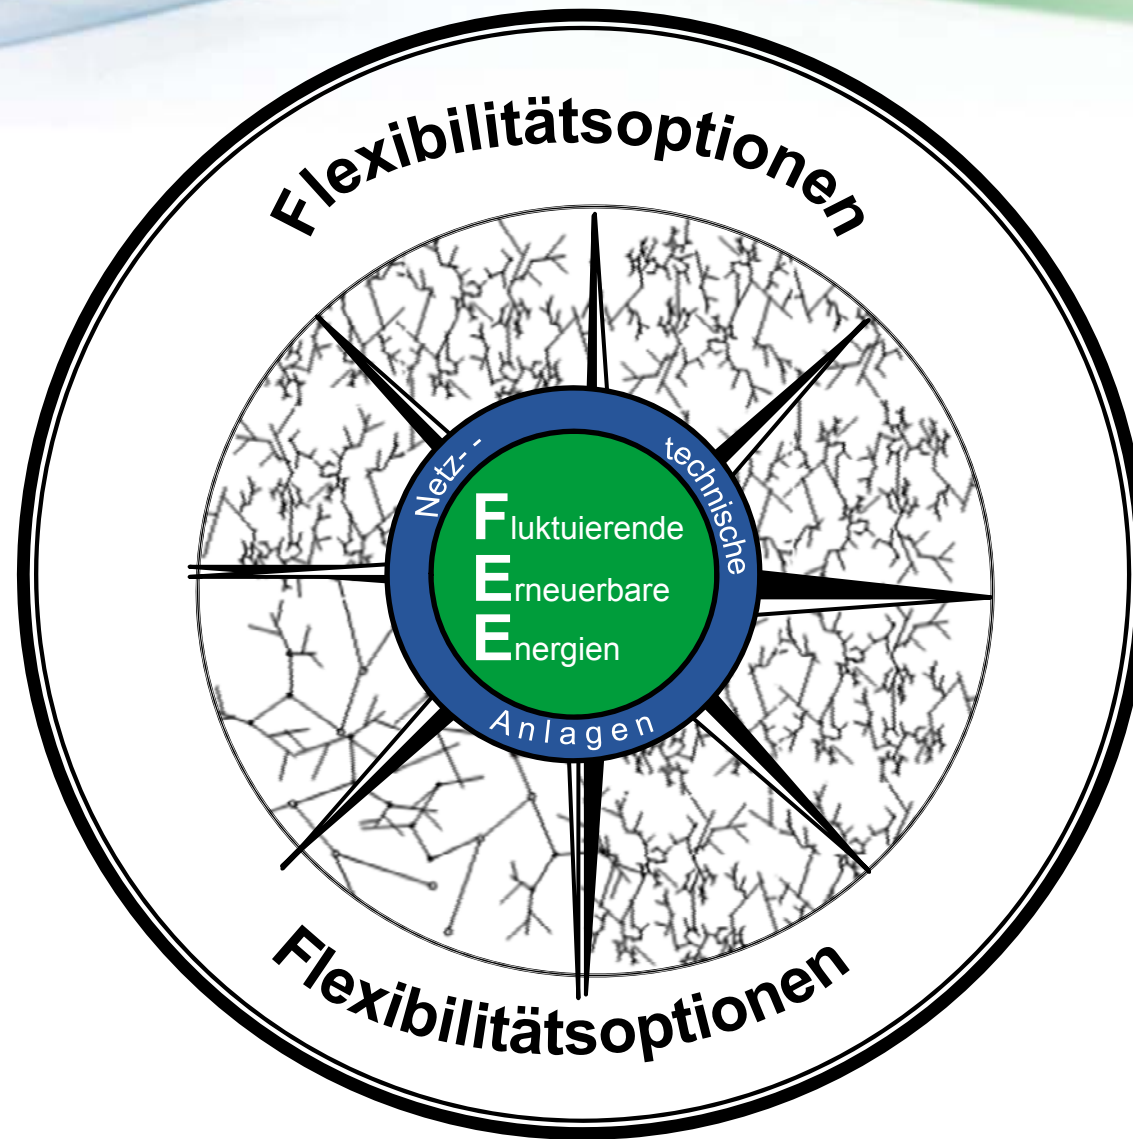 Flexibilitätsoptionen
Netz- -
technische
Fluktuierende
Erneuerbare
Energien
Anlagen
Flexibilitätsoptionen